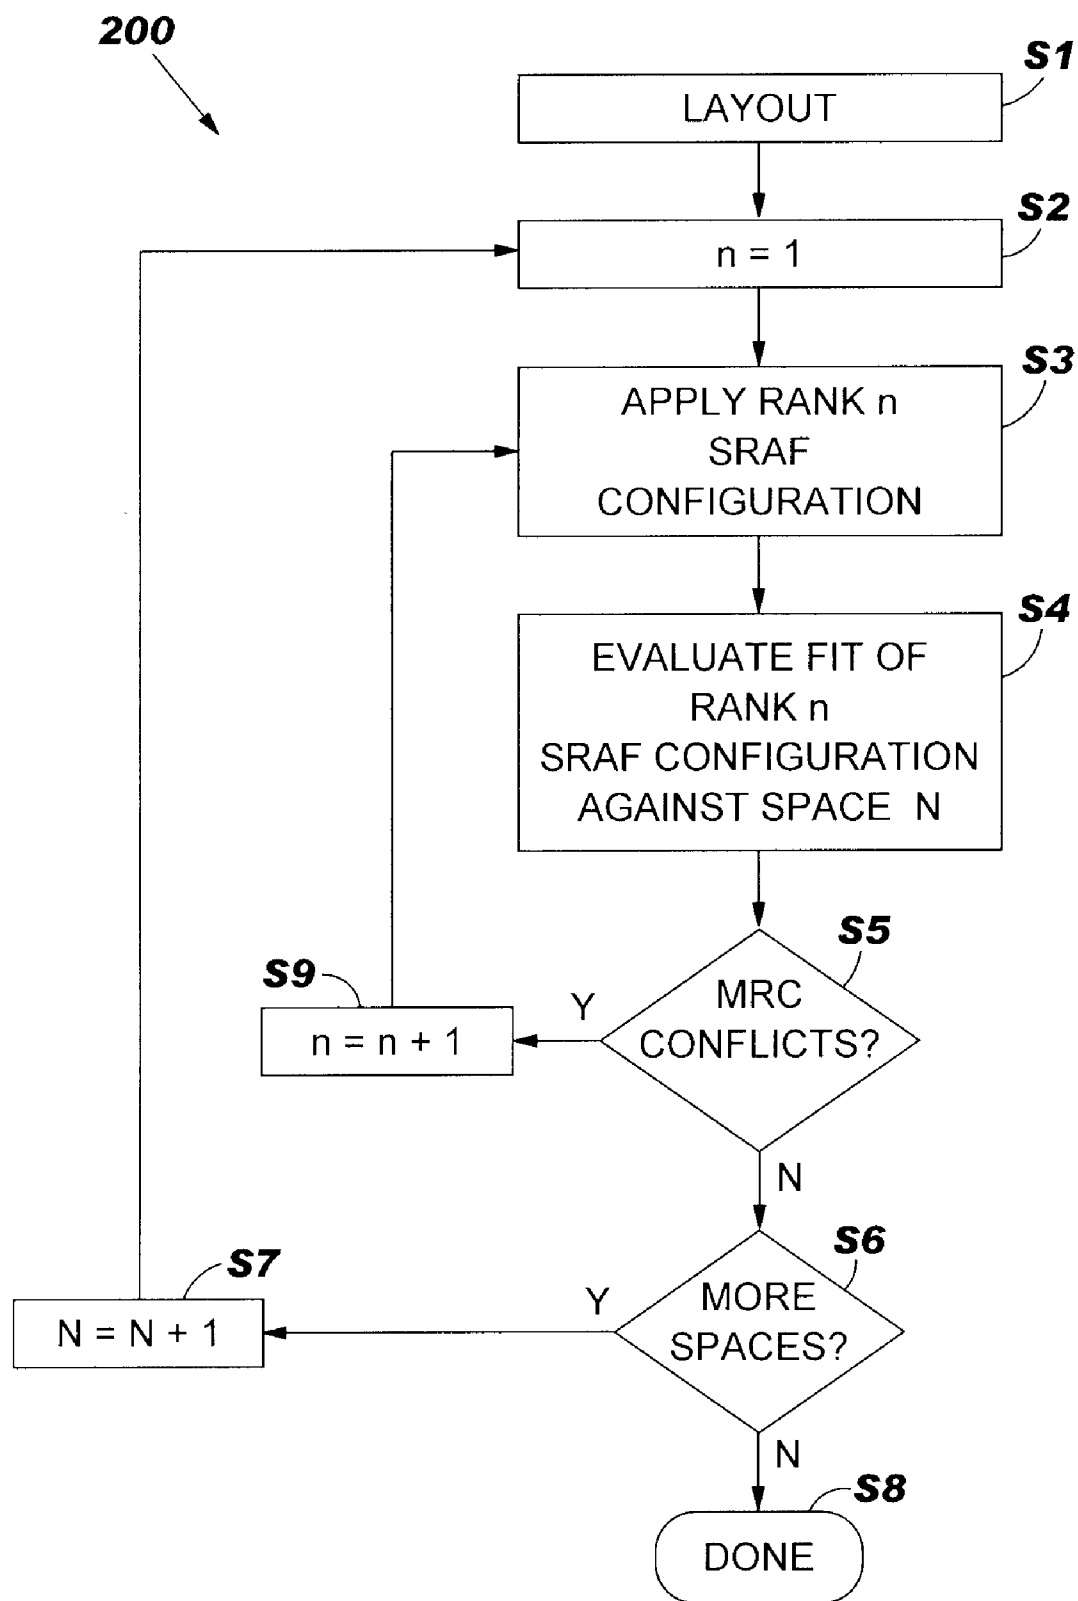 200
S1
LAYOUT
S2
n = 1
S3
APPLY RANK n
SRAF
CONFIGURATION
S4
EVALUATE FIT OF
RANK n
SRAF CONFIGURATION
AGAINST SPACE N
S5
MRC
CONFLICTS?
Y
S9
n = n + 1
N
S6
MORE
SPACES?
Y
S7
N = N + 1
N
S8
DONE